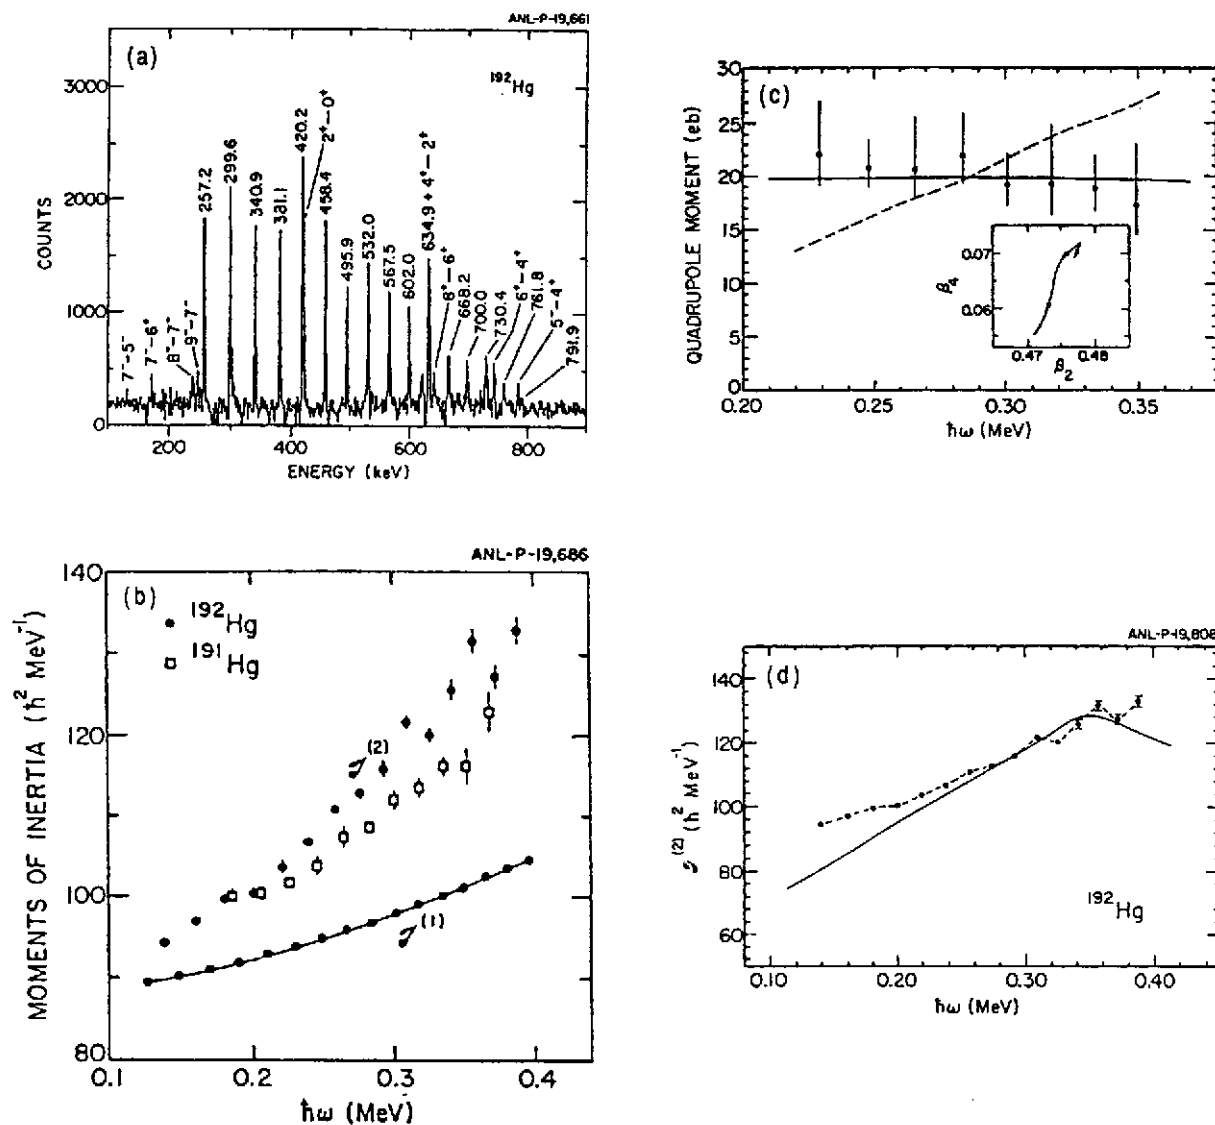 ANL-P-19,661
(a)
192Hg
3000
2000
1000
0
COUNTS
257.2
299.6
340.9
381.1
420.2
2+–0+
458.4
495.9
532.0
567.5
602.0
634.9 + 4+–2+
8+–6+
668.2
700.0
730.4
6+–4+
761.8
5-–4+
791.9
7-–5-
7-–6+
8-–7-
9-–7-
200
400
600
800
ENERGY (keV)
(c)
30
25
20
15
10
5
0
QUADRUPOLE MOMENT (eb)
0.07
0.06
β4
0.47
0.48
β2
0.20
0.25
0.30
0.35
ħω (MeV)
ANL-P-19,686
(b)
192Hg
191Hg
140
120
100
80
MOMENTS OF INERTIA (ħ2 MeV-1)
ℐ(2)
ℐ(1)
0.1
0.2
0.3
0.4
ħω (MeV)
ANL-P-19,808
(d)
140
120
100
80
60
ℐ(2) (ħ2 MeV-1)
192Hg
0.10
0.20
0.30
0.40
ħω (MeV)